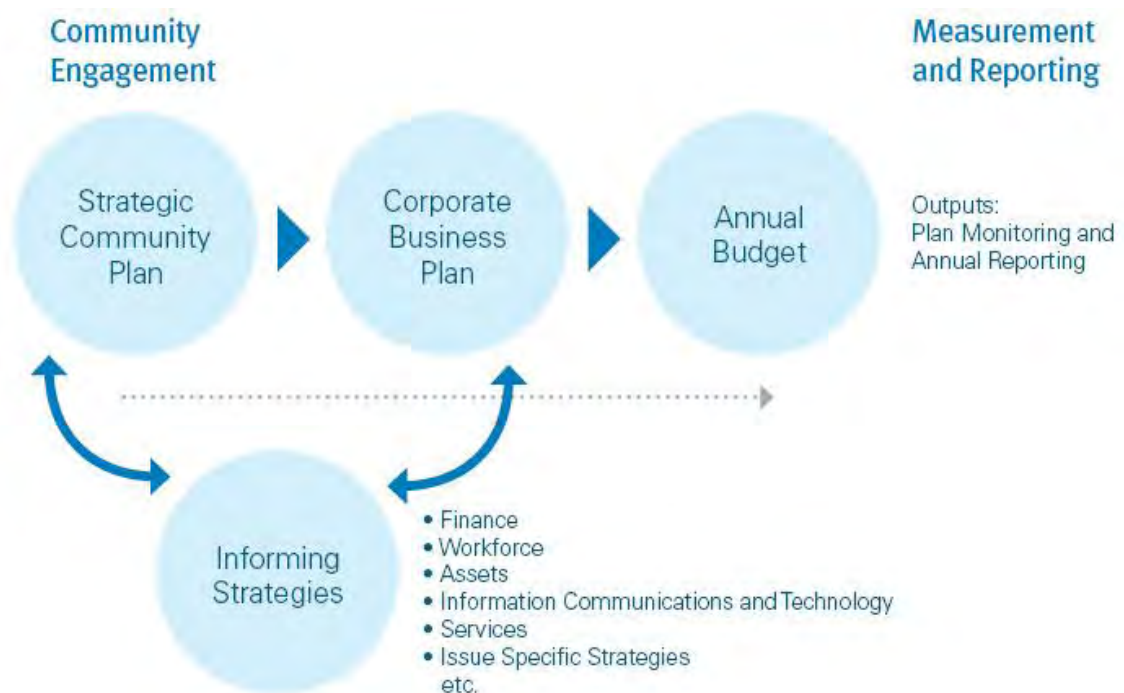 Community
Engagement
Measurement
and Reporting
Strategic
Community
Plan
Corporate
Business
Plan
Annual
Budget
Outputs:
Plan Monitoring and
Annual Reporting
Informing
Strategies
• Finance
• Workforce
• Assets
• Information Communications and Technology
• Services
• Issue Specific Strategies
etc.